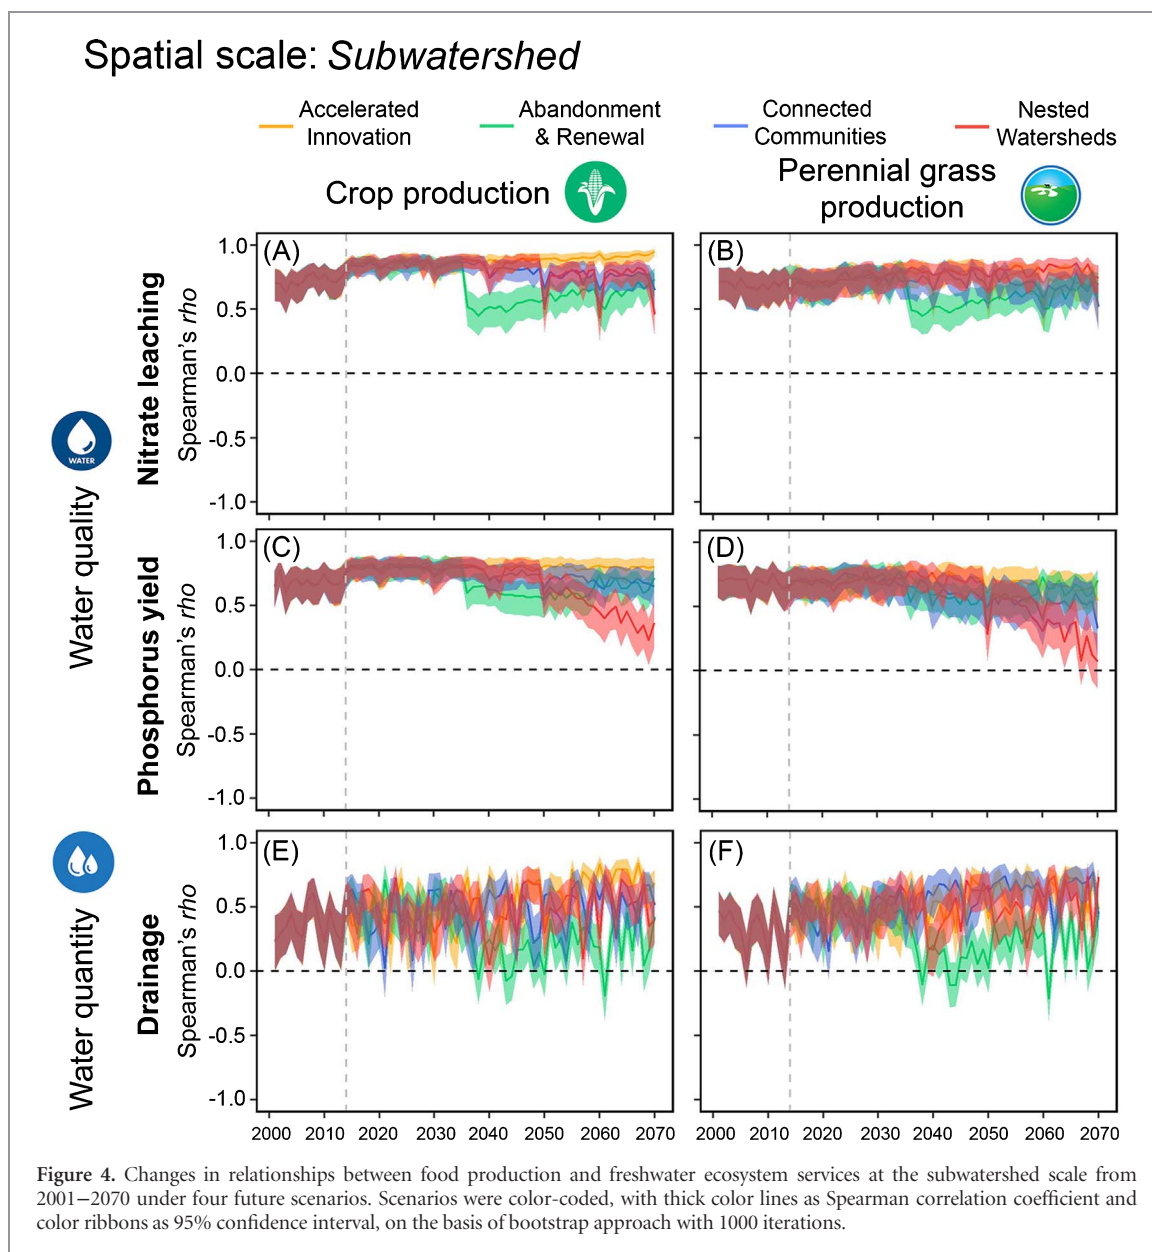 Spatial scale: Subwatershed
Accelerated
Innovation
Abandonment
& Renewal
Connected
Communities
Nested
Watersheds
Crop production
Perennial grass
production
Water quality
WATER
Nitrate leaching
Spearman's rho
1.0
0.5
0.0
-0.5
-1.0
(A)
(B)
Phosphorus yield
Spearman's rho
1.0
0.5
0.0
-0.5
-1.0
(C)
(D)
Water quantity
Drainage
Spearman's rho
1.0
0.5
0.0
-0.5
-1.0
(E)
(F)
2000 2010 2020 2030 2040 2050 2060 2070
2000 2010 2020 2030 2040 2050 2060 2070
Figure 4. Changes in relationships between food production and freshwater ecosystem services at the subwatershed scale from
2001−2070 under four future scenarios. Scenarios were color-coded, with thick color lines as Spearman correlation coefficient and
color ribbons as 95% confidence interval, on the basis of bootstrap approach with 1000 iterations.